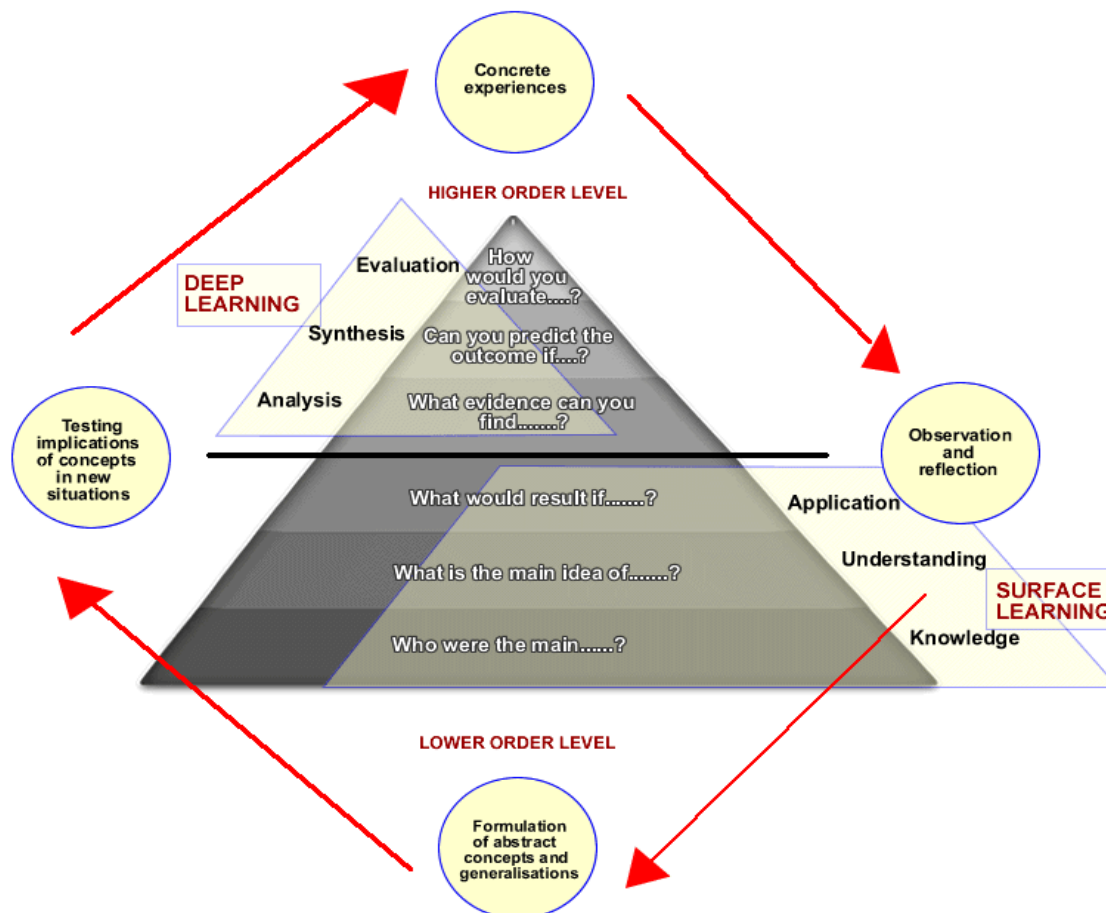 Concrete
experiences
HIGHER ORDER LEVEL
DEEP
LEARNING
Evaluation
How
would you
evaluate....?
Synthesis
Can you predict the
outcome if....?
Analysis
What evidence can you
find.......?
Testing
implications
of concepts
in new
situations
Observation
and
reflection
What would result if........?
Application
What is the main idea of.......?
Understanding
SURFACE
LEARNING
Who were the main......?
Knowledge
LOWER ORDER LEVEL
Formulation
of abstract
concepts and
generalisations